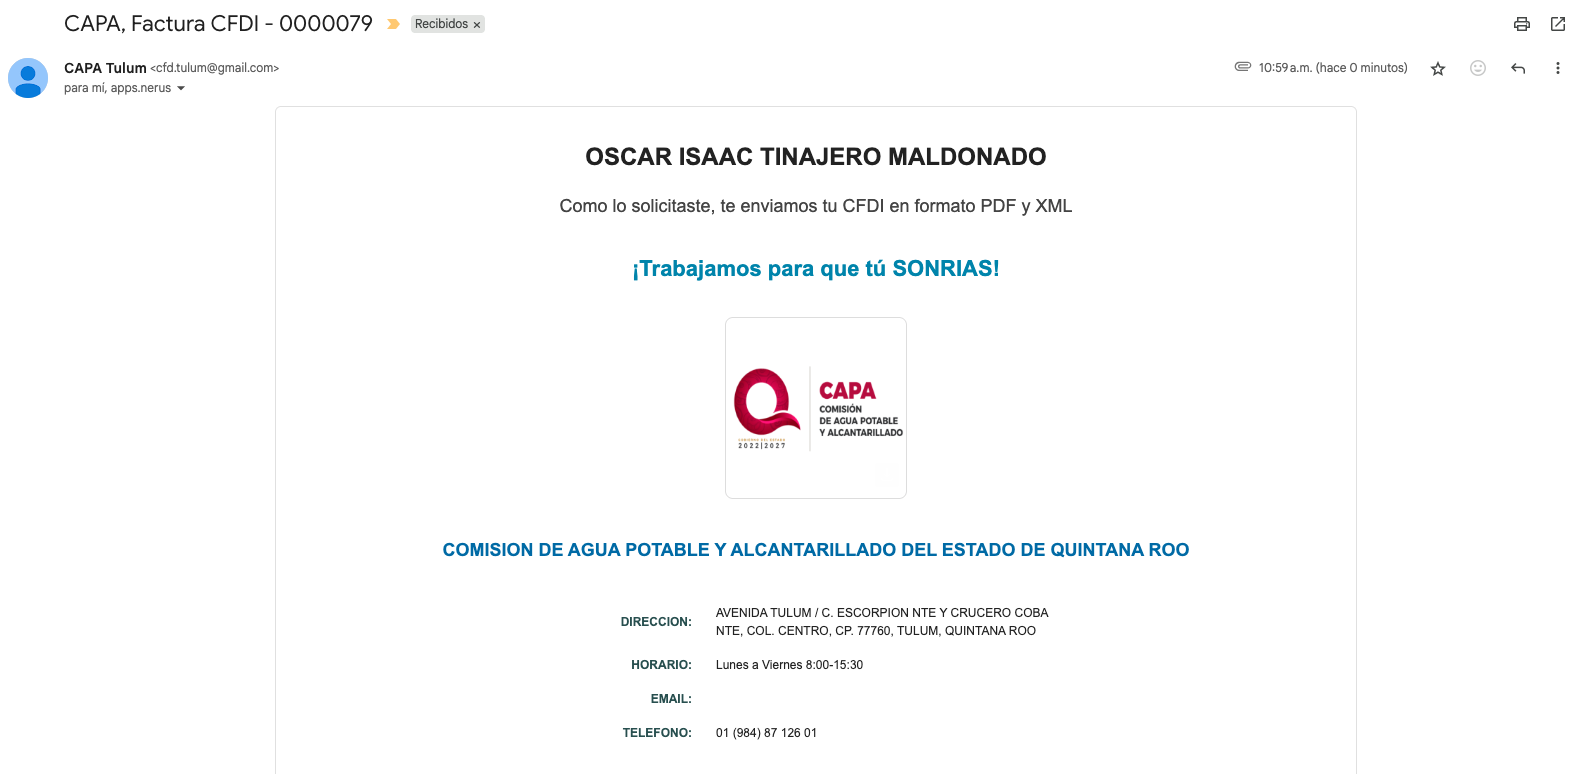 CAPA, Factura CFDI - 0000079
Recibidos ×
CAPA Tulum <cfd.tulum@gmail.com>
10:59 a.m. (hace 0 minutos)
para mí, apps.nerus
OSCAR ISAAC TINAJERO MALDONADO
Como lo solicitaste, te enviamos tu CFDI en formato PDF y XML
¡Trabajamos para que tú SONRIAS!
CAPA
COMISIÓN
DE AGUA POTABLE
Y ALCANTARILLADO
GOBIERNO DEL ESTADO
2022|2027
COMISION DE AGUA POTABLE Y ALCANTARILLADO DEL ESTADO DE QUINTANA ROO
DIRECCION: AVENIDA TULUM / C. ESCORPION NTE Y CRUCERO COBA
NTE, COL. CENTRO, CP. 77760, TULUM, QUINTANA ROO
HORARIO: Lunes a Viernes 8:00-15:30
EMAIL:
TELEFONO: 01 (984) 87 126 01